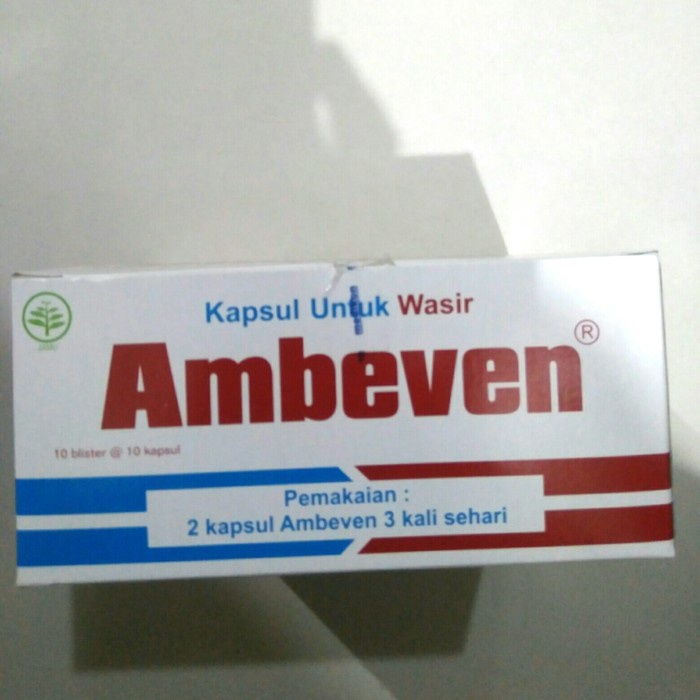 Kapsul Untuk Wasir
Ambeven®
10 blister @ 10 kapsul
Pemakaian :
2 kapsul Ambeven 3 kali sehari